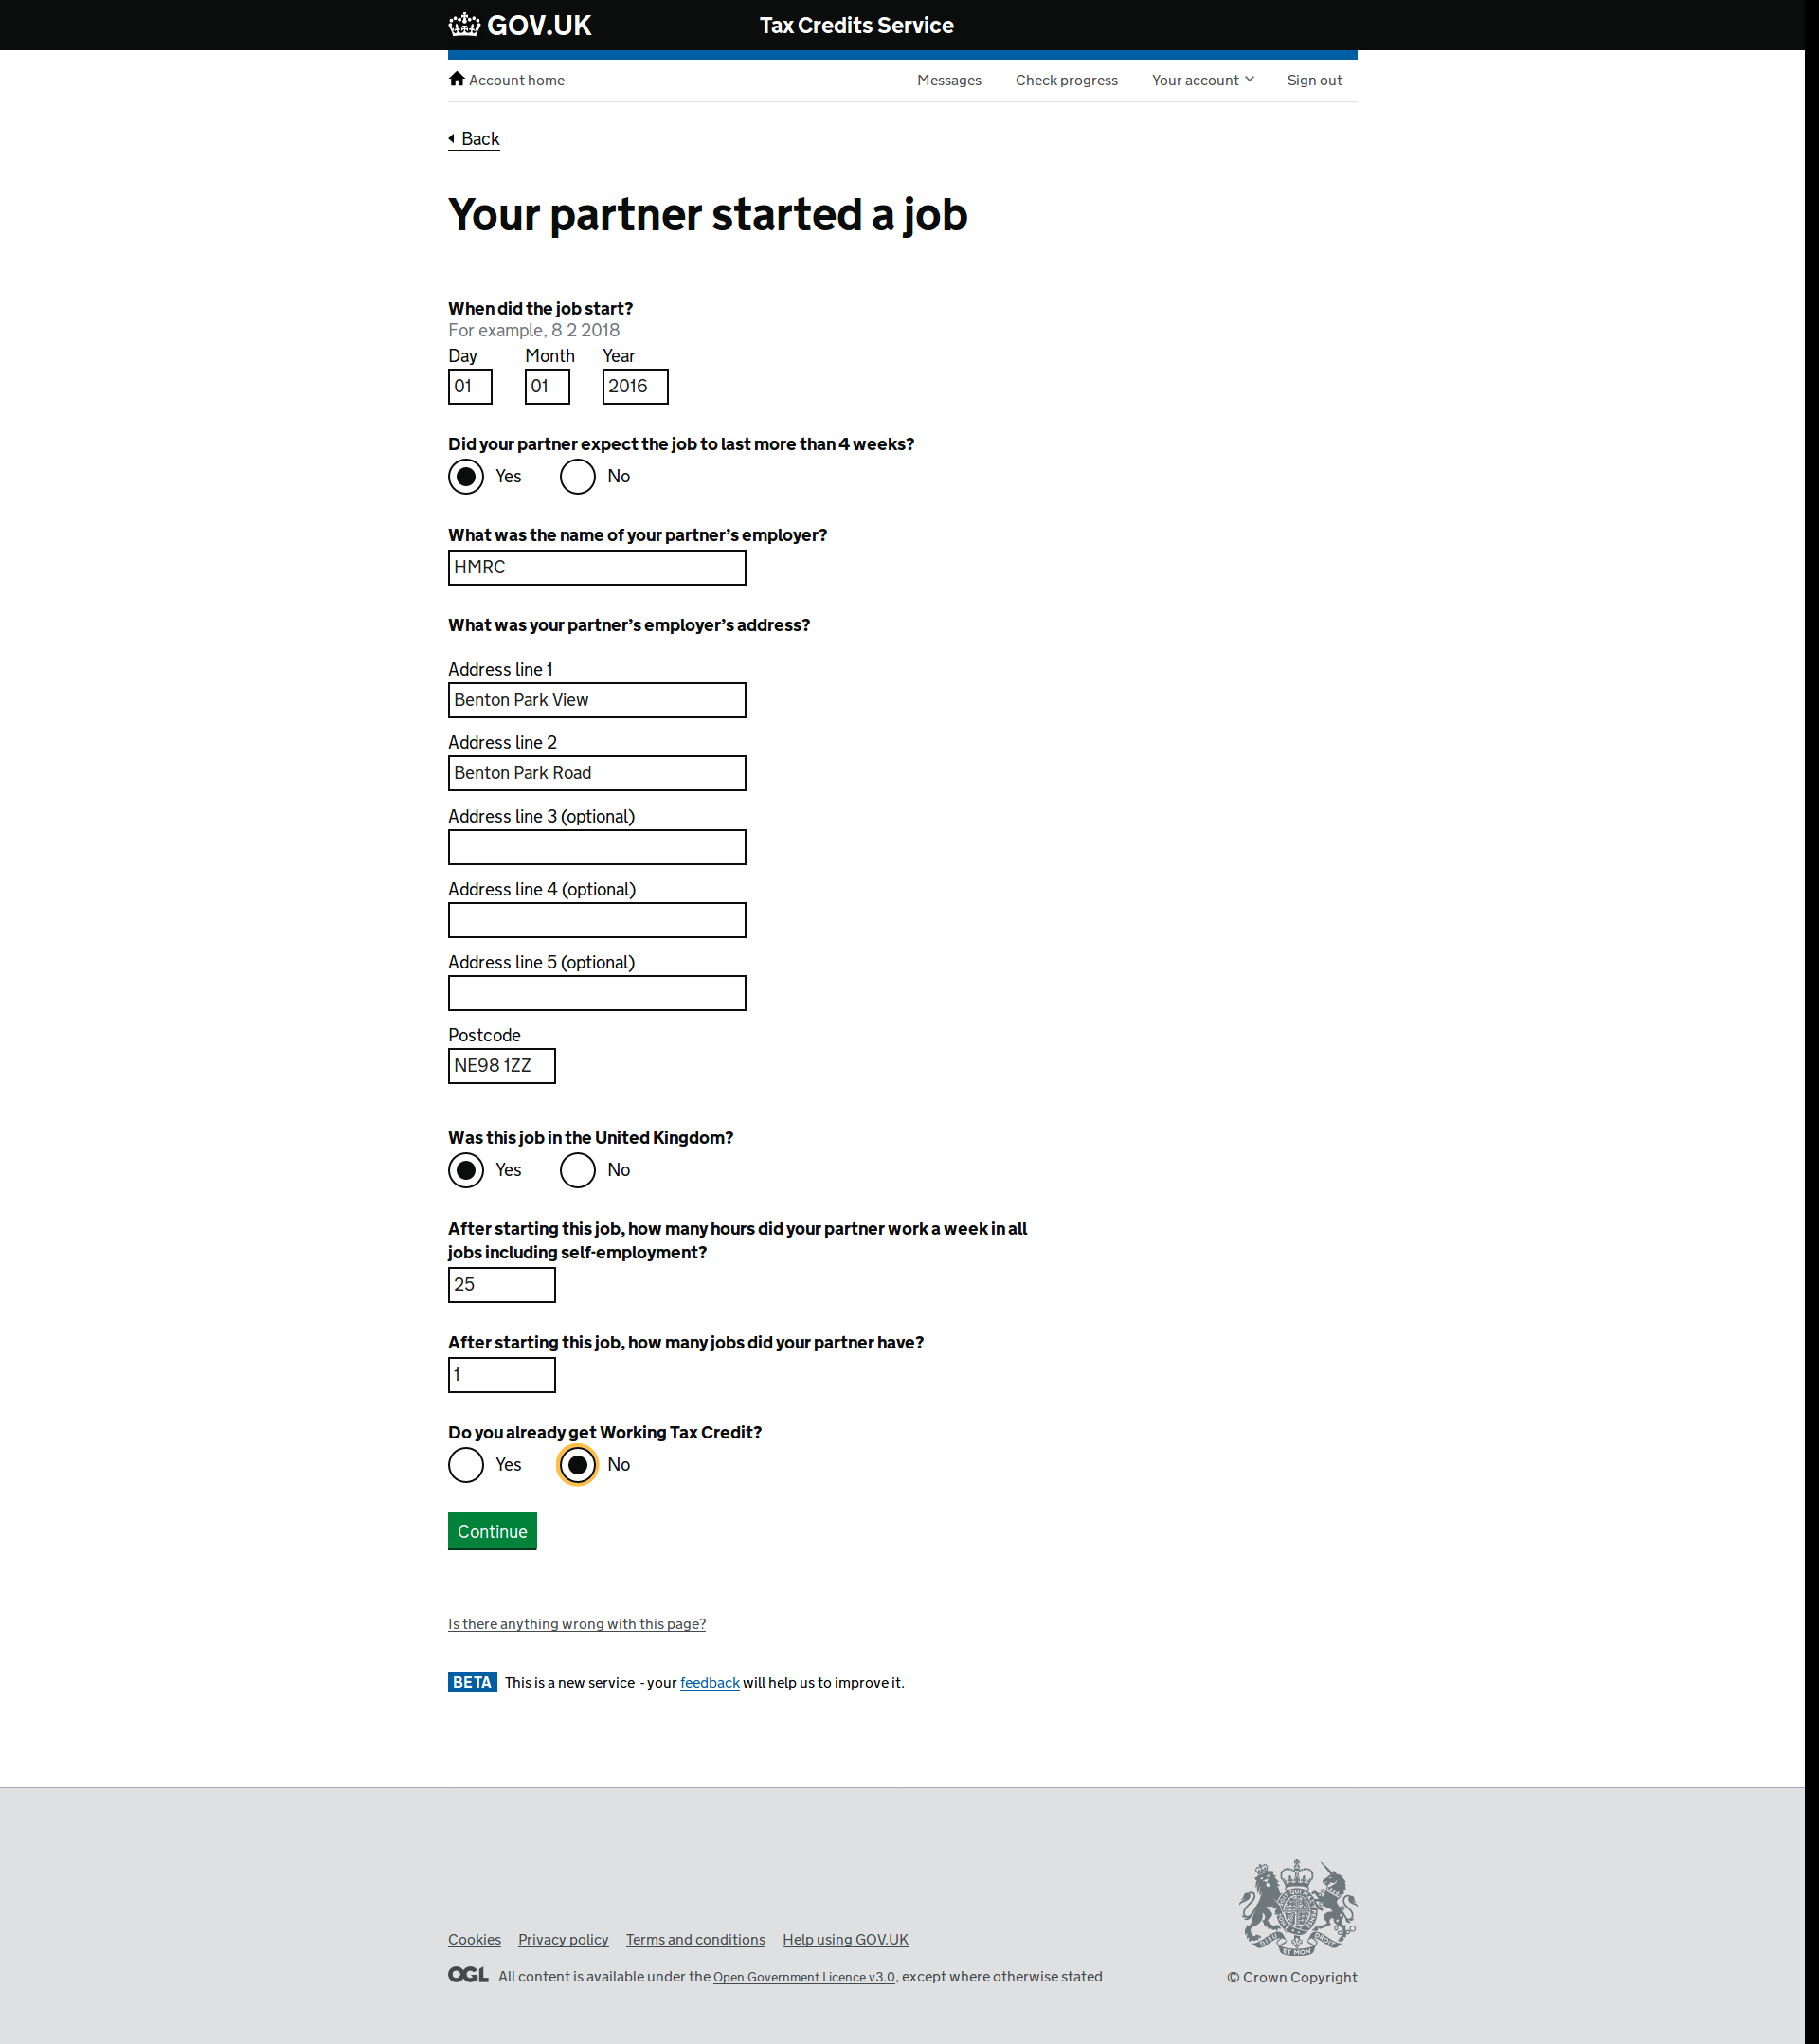 GOV.UK Tax Credits Service
Account home Messages Check progress Your account Sign out
Back
Your partner started a job
When did the job start?
For example, 8 2 2018
Day Month Year
01 01 2016
Did your partner expect the job to last more than 4 weeks?
Yes No
What was the name of your partner’s employer?
HMRC
What was your partner’s employer’s address?
Address line 1
Benton Park View
Address line 2
Benton Park Road
Address line 3 (optional)
Address line 4 (optional)
Address line 5 (optional)
Postcode
NE98 1ZZ
Was this job in the United Kingdom?
Yes No
After starting this job, how many hours did your partner work a week in all
jobs including self-employment?
25
After starting this job, how many jobs did your partner have?
1
Do you already get Working Tax Credit?
Yes No
Continue
Is there anything wrong with this page?
BETA This is a new service - your feedback will help us to improve it.
Cookies Privacy policy Terms and conditions Help using GOV.UK
OGL All content is available under the Open Government Licence v3.0, except where otherwise stated
© Crown Copyright